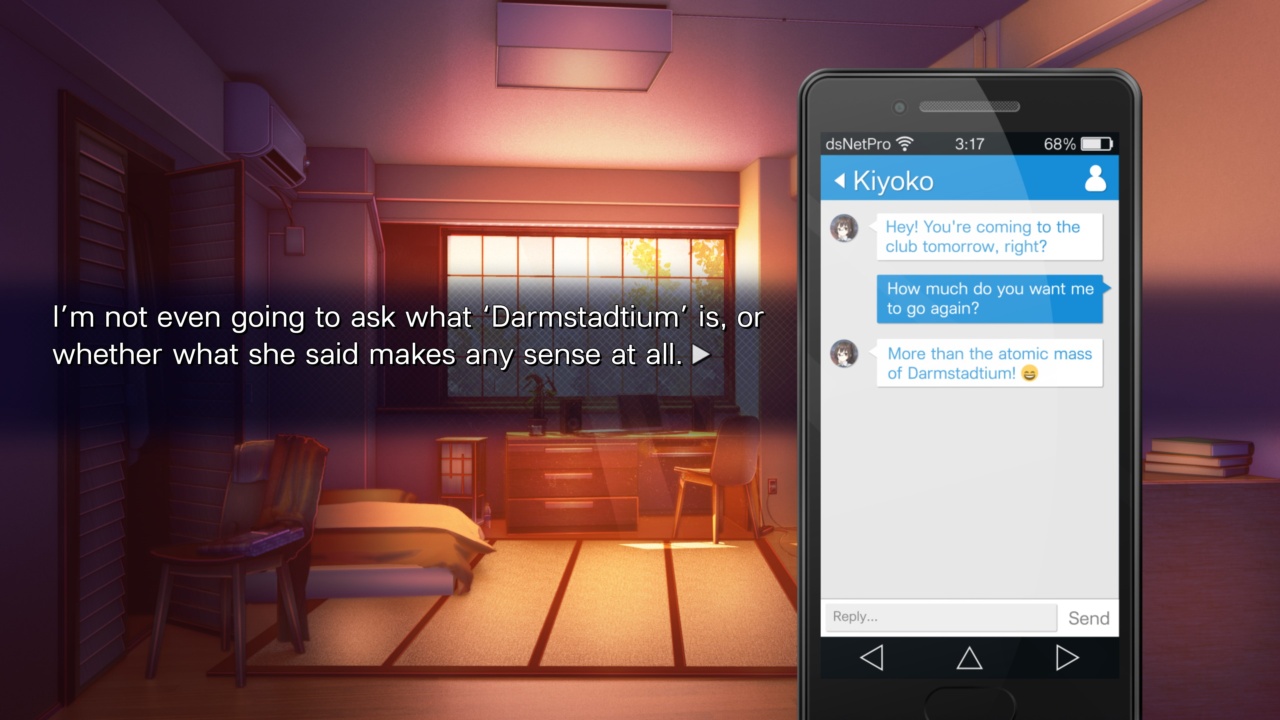 I’m not even going to ask what ‘Darmstadtium’ is, or
whether what she said makes any sense at all.
dsNetPro 3:17 68%
Kiyoko
Hey! You're coming to the
club tomorrow, right?
How much do you want me
to go again?
More than the atomic mass
of Darmstadtium! 😄
Reply...
Send